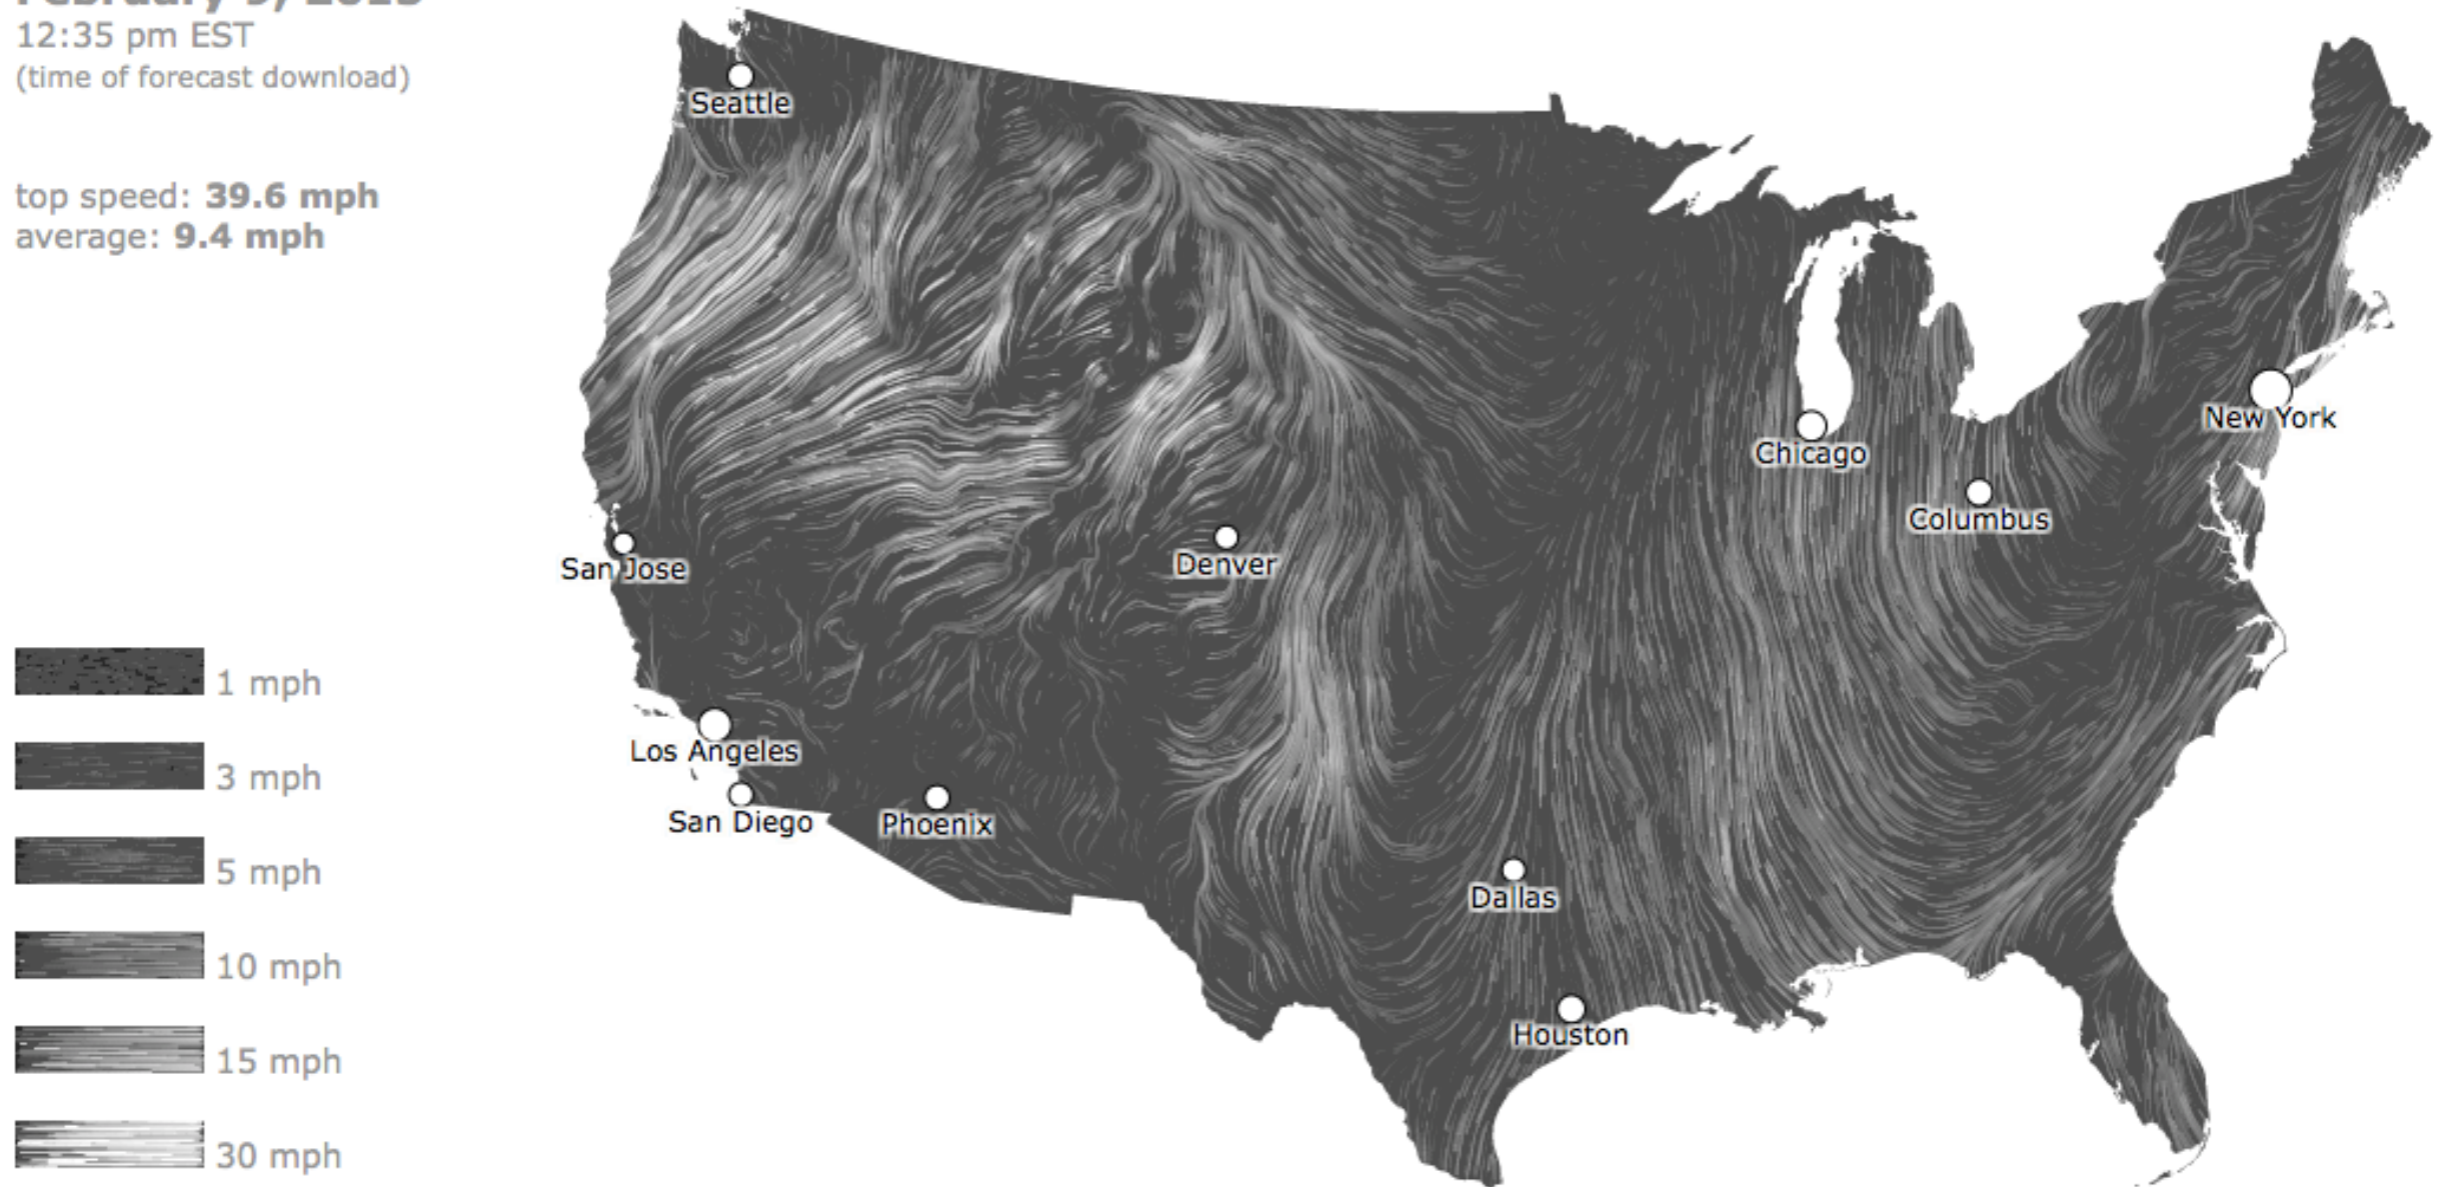 February 9,
12:35 pm EST
(time of forecast download)
top speed: 39.6 mph
average: 9.4 mph
1 mph
3 mph
5 mph
10 mph
15 mph
30 mph
Seattle
New York
Chicago
Columbus
San Jose
Denver
Los Angeles
San Diego
Phoenix
Dallas
Houston